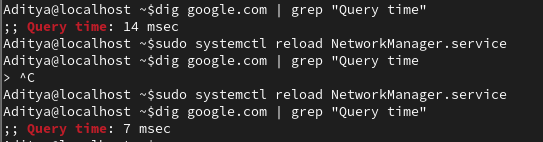 Aditya@localhost ~$dig google.com | grep "Query time"
;; Query time: 14 msec
Aditya@localhost ~$sudo systemctl reload NetworkManager.service
Aditya@localhost ~$dig google.com | grep "Query time
> ^C
Aditya@localhost ~$sudo systemctl reload NetworkManager.service
Aditya@localhost ~$dig google.com | grep "Query time"
;; Query time: 7 msec